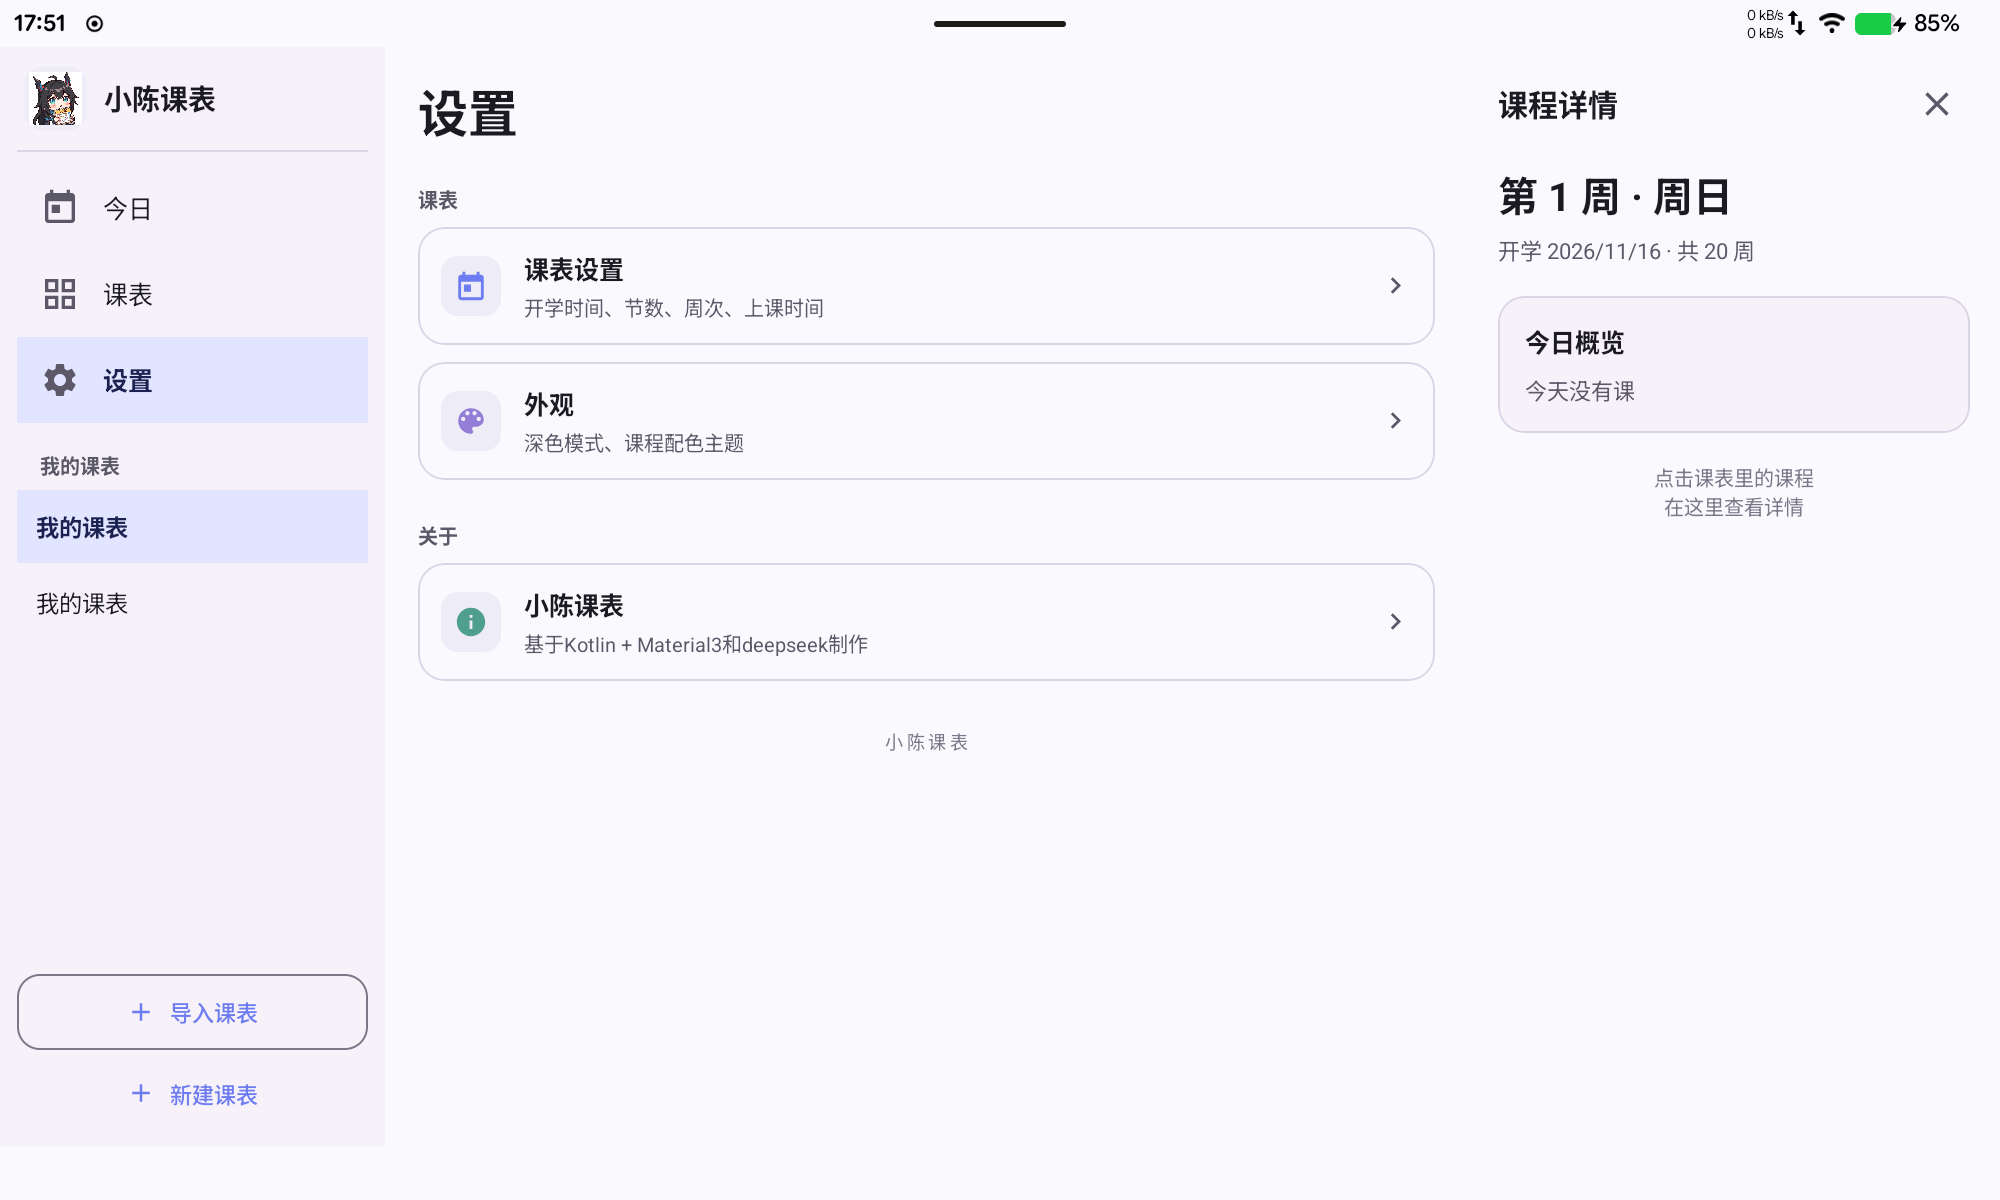 17:51
0 kB/s
0 kB/s
85%
小陈课表
今日
课表
设置
我的课表
我的课表
我的课表
导入课表
新建课表
设置
课表
课表设置
开学时间、节数、周次、上课时间
外观
深色模式、课程配色主题
关于
小陈课表
基于Kotlin + Material3和deepseek制作
小陈课表
课程详情
第 1 周 · 周日
开学 2026/11/16 · 共 20 周
今日概览
今天没有课
点击课表里的课程
在这里查看详情